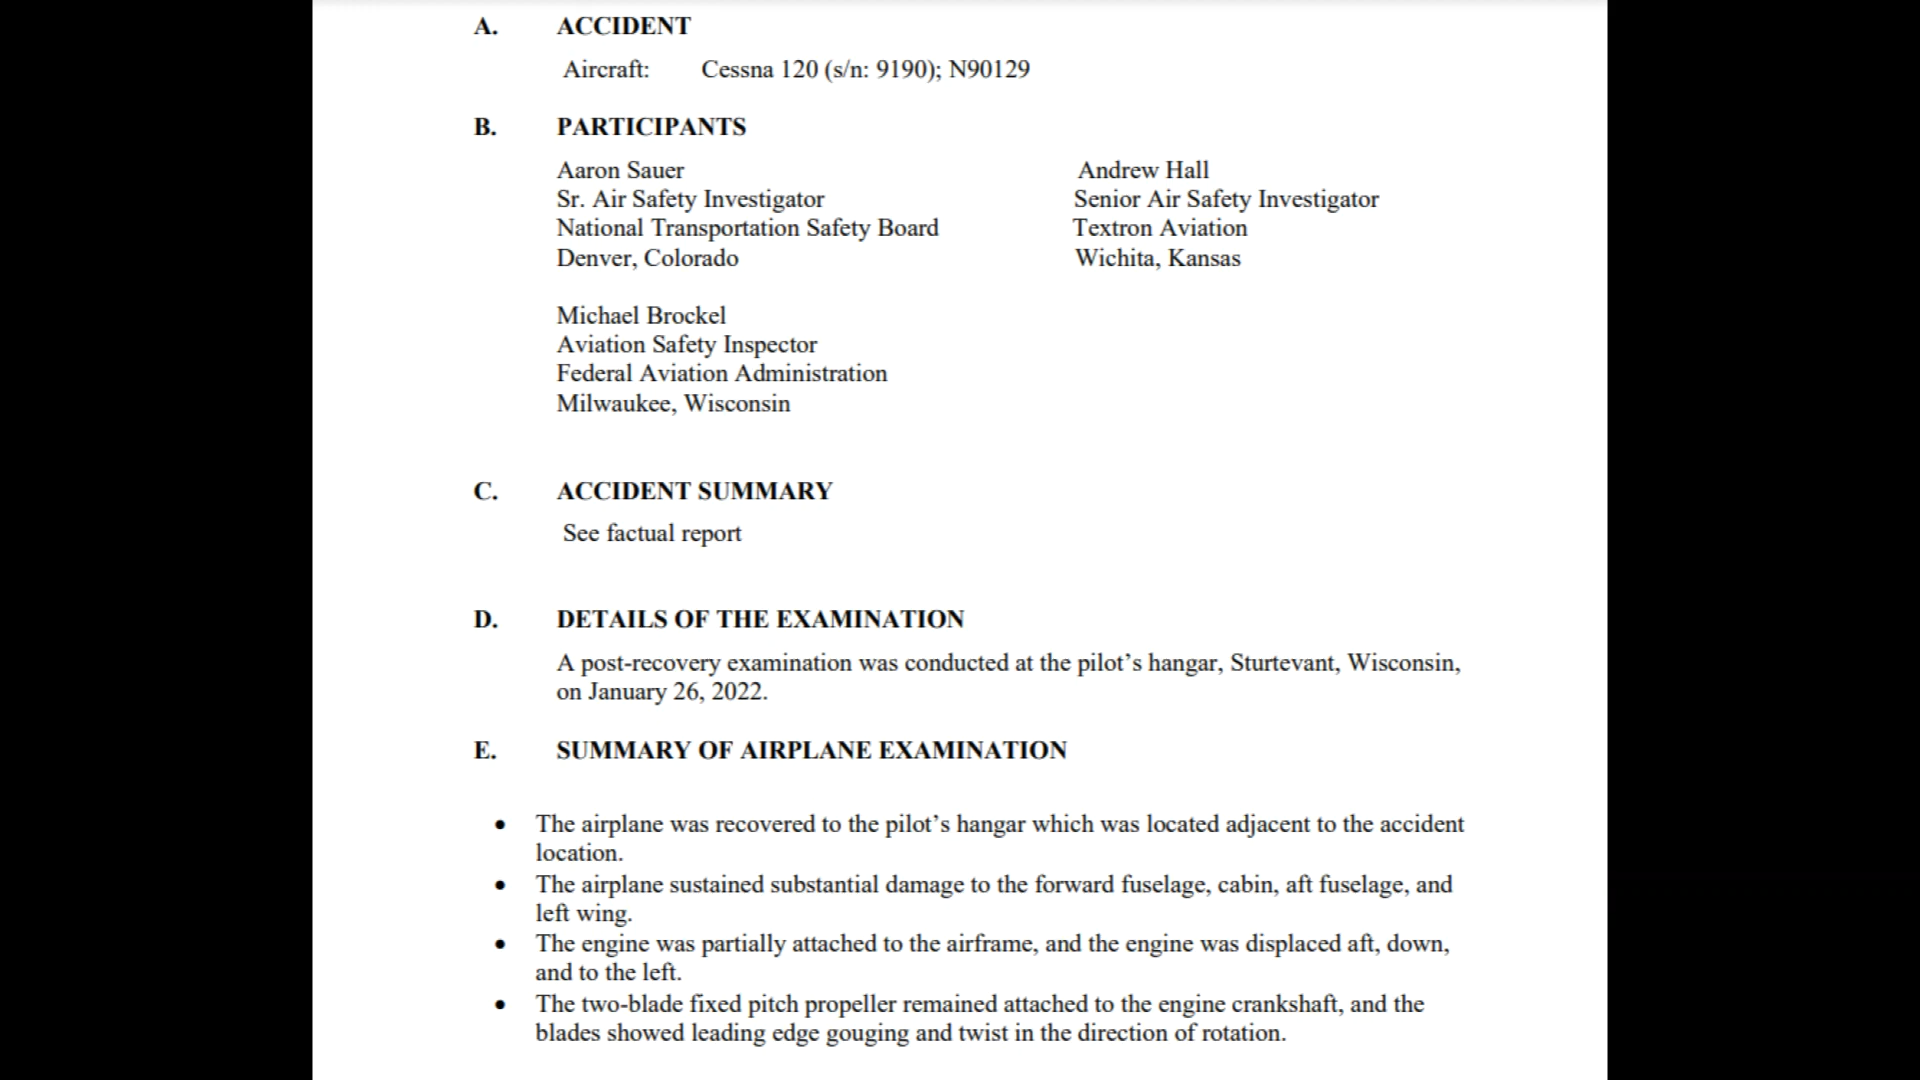 A. ACCIDENT
Aircraft: Cessna 120 (s/n: 9190); N90129
B. PARTICIPANTS
Aaron Sauer
Sr. Air Safety Investigator
National Transportation Safety Board
Denver, Colorado
Andrew Hall
Senior Air Safety Investigator
Textron Aviation
Wichita, Kansas
Michael Brockel
Aviation Safety Inspector
Federal Aviation Administration
Milwaukee, Wisconsin
C. ACCIDENT SUMMARY
See factual report
D. DETAILS OF THE EXAMINATION
A post-recovery examination was conducted at the pilot’s hangar, Sturtevant, Wisconsin,
on January 26, 2022.
E. SUMMARY OF AIRPLANE EXAMINATION
• The airplane was recovered to the pilot’s hangar which was located adjacent to the accident
location.
• The airplane sustained substantial damage to the forward fuselage, cabin, aft fuselage, and
left wing.
• The engine was partially attached to the airframe, and the engine was displaced aft, down,
and to the left.
• The two-blade fixed pitch propeller remained attached to the engine crankshaft, and the
blades showed leading edge gouging and twist in the direction of rotation.